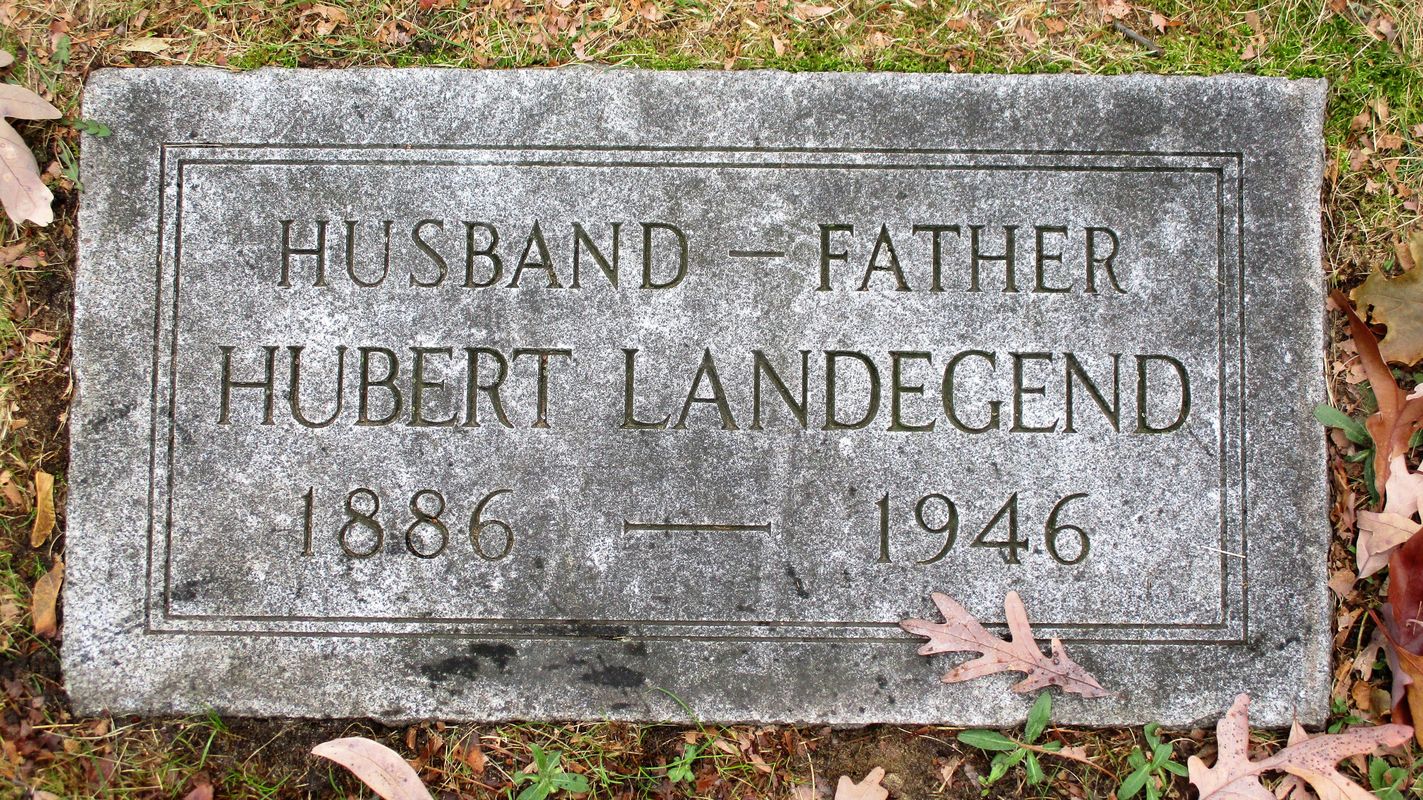 HUSBAND – FATHER
HUBERT LANDEGEND
1886 — 1946